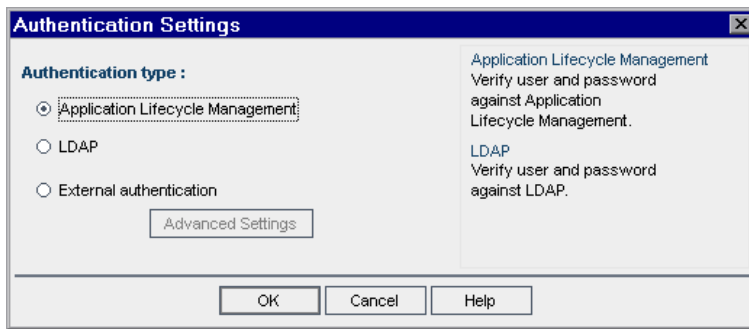 Authentication Settings
Authentication type :
Application Lifecycle Management
LDAP
External authentication
Advanced Settings
Application Lifecycle Management
Verify user and password
against Application
Lifecycle Management.
LDAP
Verify user and password
against LDAP.
OK
Cancel
Help